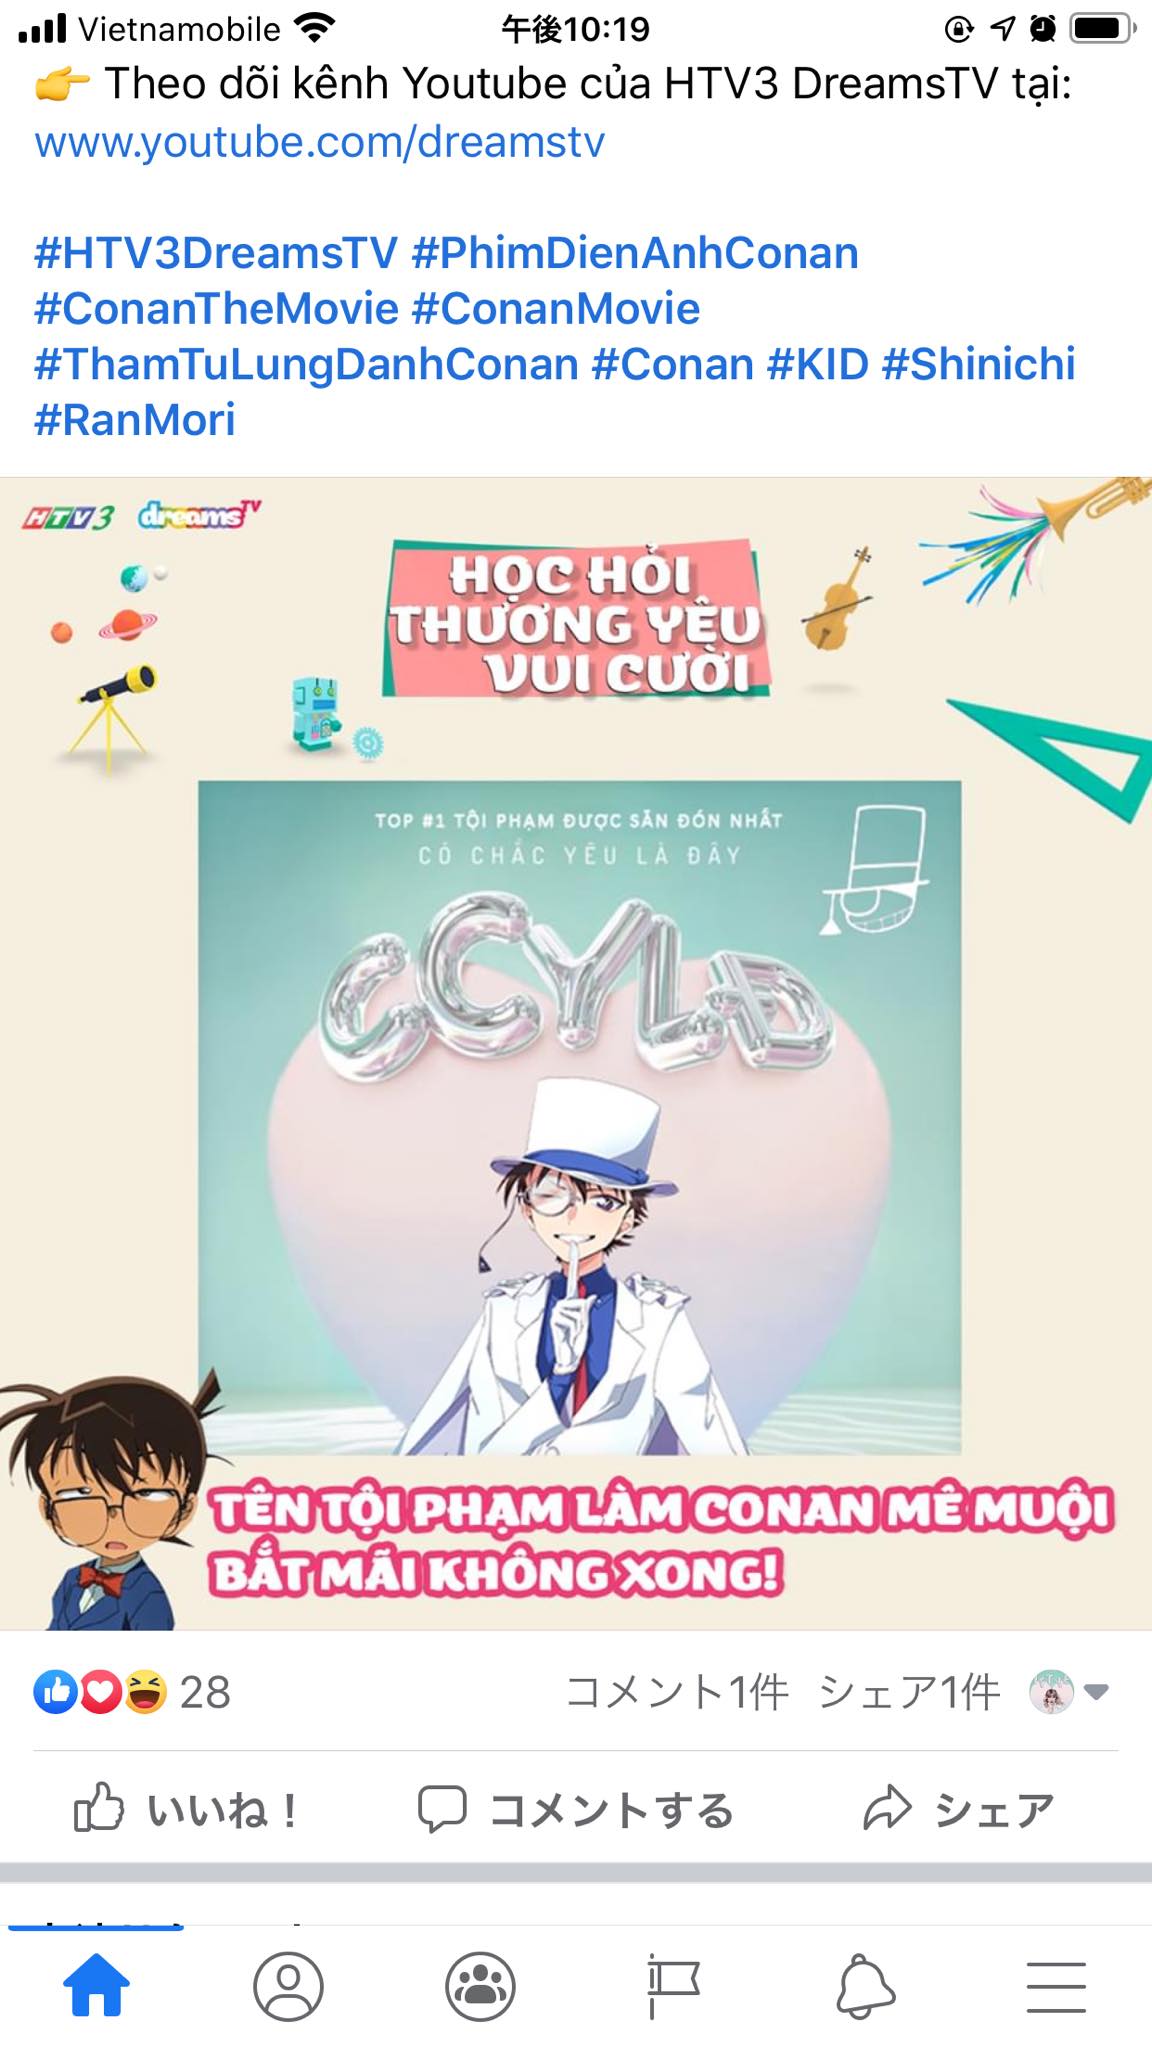 Vietnamobile 午後10:19
👉 Theo dõi kênh Youtube của HTV3 DreamsTV tại:
www.youtube.com/dreamstv
#HTV3DreamsTV #PhimDienAnhConan
#ConanTheMovie #ConanMovie
#ThamTuLungDanhConan #Conan #KID #Shinichi
#RanMori
HTV3 dreamsTV
HỌC HỎI
THƯƠNG YÊU
VUI CƯỜI
TOP #1 TỘI PHẠM ĐƯỢC SĂN ĐÓN NHẤT
CÓ CHẮC YÊU LÀ ĐÂY
CCYLĐ
TÊN TỘI PHẠM LÀM CONAN MÊ MUỘI
BẮT MÃI KHÔNG XONG!
28 コメント1件 シェア1件
いいね！ コメントする シェア